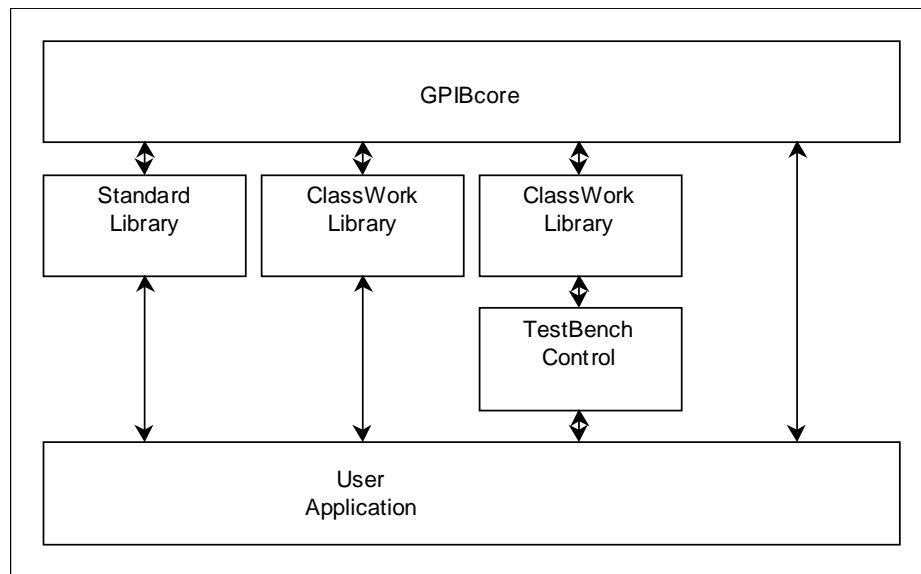 GPIBcore
Standard
Library
ClassWork
Library
ClassWork
Library
TestBench
Control
User
Application